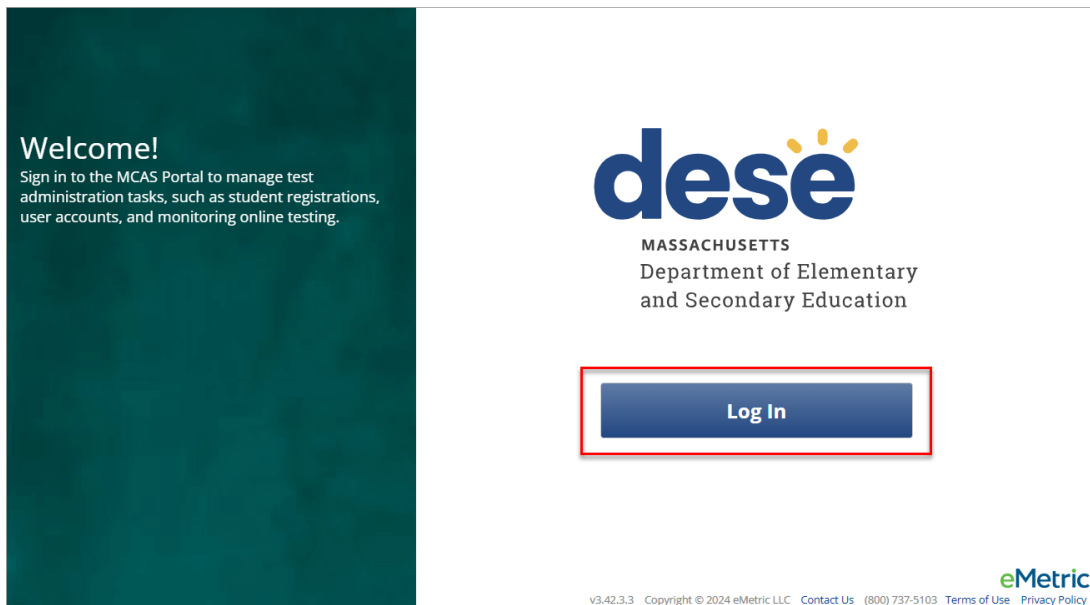 Welcome!
Sign in to the MCAS Portal to manage test
administration tasks, such as student registrations,
user accounts, and monitoring online testing.
dese
MASSACHUSETTS
Department of Elementary
and Secondary Education
Log In
eMetric
v3.42.3.3 Copyright © 2024 eMetric LLC Contact Us (800) 737-5103 Terms of Use Privacy Policy